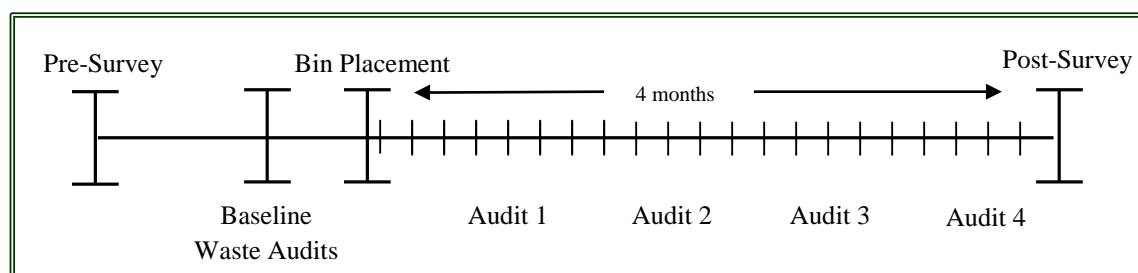 Pre-Survey
Bin Placement
Post-Survey
4 months
Baseline
Waste Audits
Audit 1
Audit 2
Audit 3
Audit 4